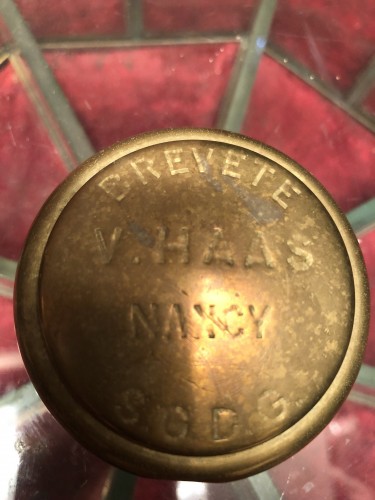 BREVETE
V. HAAS
NANCY
S.G.D.G.